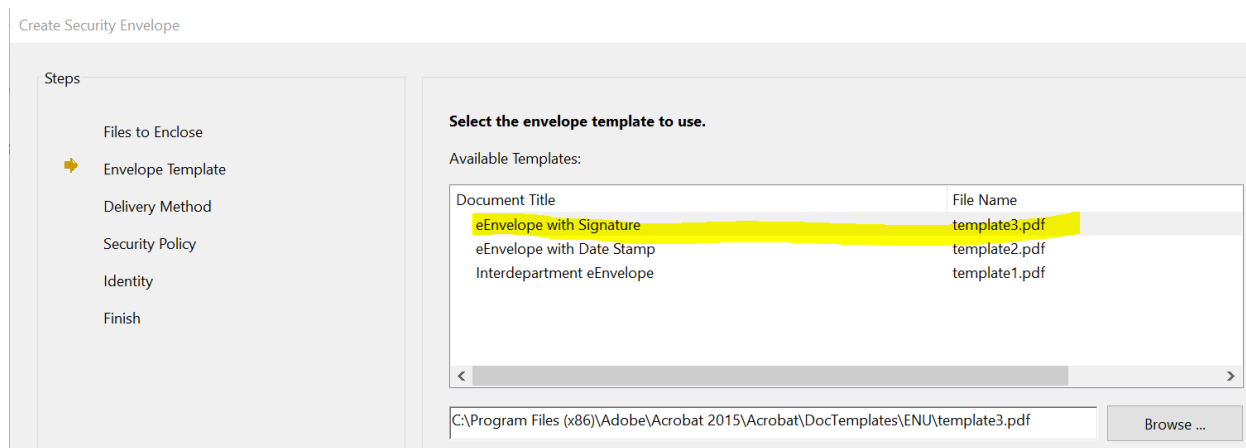 Create Security Envelope
Steps
Files to Enclose
Envelope Template
Delivery Method
Security Policy
Identity
Finish
Select the envelope template to use.
Available Templates:
Document Title File Name
eEnvelope with Signature template3.pdf
eEnvelope with Date Stamp template2.pdf
Interdepartment eEnvelope template1.pdf
C:\Program Files (x86)\Adobe\Acrobat 2015\Acrobat\DocTemplates\ENU\template3.pdf
Browse ...